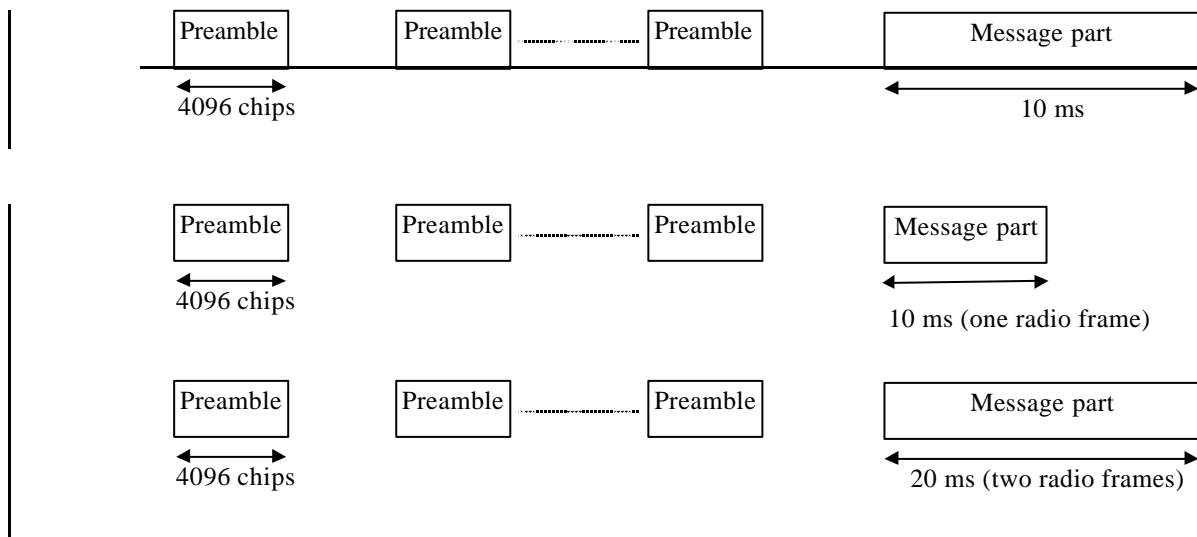 Preamble Preamble Preamble Message part
4096 chips 10 ms
Preamble Preamble Preamble Message part
4096 chips 10 ms (one radio frame)
Preamble Preamble Preamble Message part
4096 chips 20 ms (two radio frames)